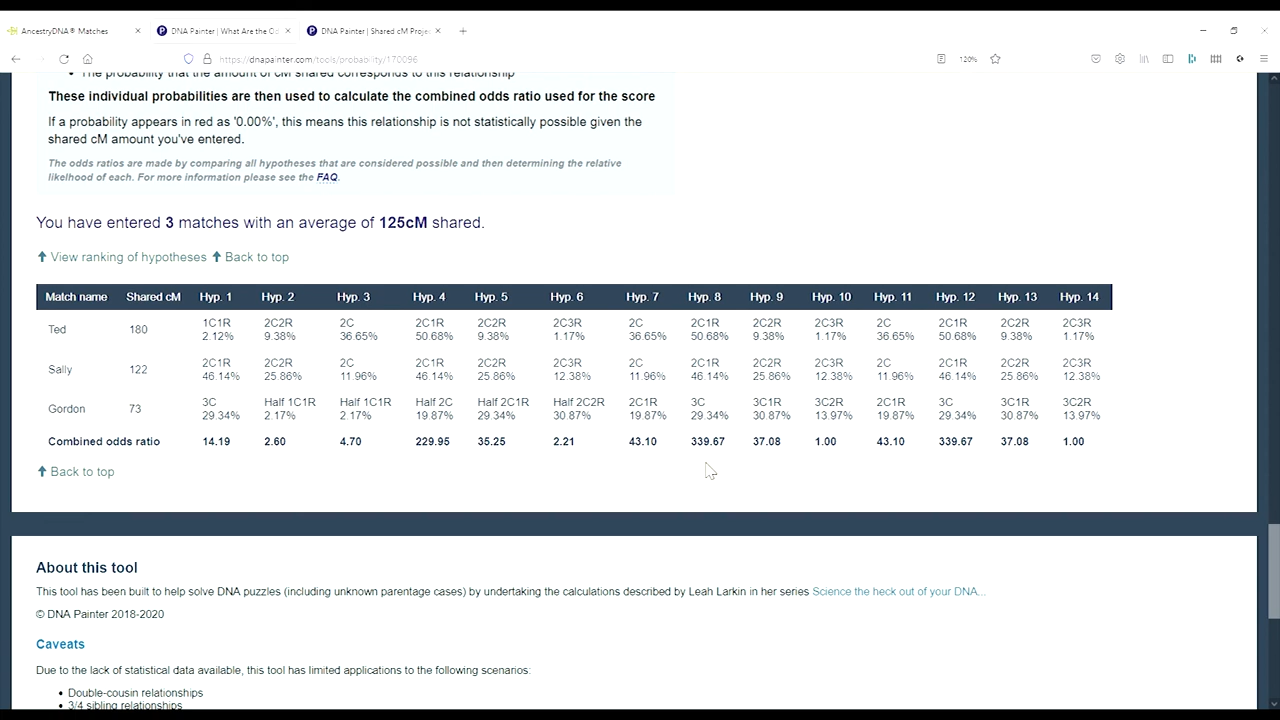 AncestryDNA® Matches
DNA Painter | What Are the Od
DNA Painter | Shared cM Projec
https://dnapainter.com/tools/probability/170096
120%
The probability that the amount of cM shared corresponds to this relationship
These individual probabilities are then used to calculate the combined odds ratio used for the score
If a probability appears in red as '0.00%', this means this relationship is not statistically possible given the
shared cM amount you've entered.
The odds ratios are made by comparing all hypotheses that are considered possible and then determining the relative
likelhood of each. For more information please see the FAQ.
You have entered 3 matches with an average of 125cM shared.
View ranking of hypotheses Back to top
Match name Shared cM Hyp. 1 Hyp. 2 Hyp. 3 Hyp. 4 Hyp. 5 Hyp. 6 Hyp. 7 Hyp. 8 Hyp. 9 Hyp. 10 Hyp. 11 Hyp. 12 Hyp. 13 Hyp. 14
Ted 180 1C1R 2C2R 2C 2C1R 2C2R 2C3R 2C 2C1R 2C2R 2C3R 2C 2C1R 2C2R 2C3R
2.12% 9.38% 36.65% 50.68% 9.38% 1.17% 36.65% 50.68% 9.38% 1.17% 36.65% 50.68% 9.38% 1.17%
Sally 122 2C1R 2C2R 2C 2C1R 2C2R 2C3R 2C 2C1R 2C2R 2C3R 2C 2C1R 2C2R 2C3R
46.14% 25.86% 11.96% 46.14% 25.86% 12.38% 11.96% 46.14% 25.86% 12.38% 11.96% 46.14% 25.86% 12.38%
Gordon 73 3C Half 1C1R Half 1C1R Half 2C Half 2C1R Half 2C2R 2C1R 3C 3C1R 3C2R 2C1R 3C 3C1R 3C2R
29.34% 2.17% 2.17% 19.87% 29.34% 30.87% 19.87% 29.34% 30.87% 13.97% 19.87% 29.34% 30.87% 13.97%
Combined odds ratio 14.19 2.60 4.70 229.95 35.25 2.21 43.10 339.67 37.08 1.00 43.10 339.67 37.08 1.00
Back to top
About this tool
This tool has been built to help solve DNA puzzles (including unknown parentage cases) by undertaking the calculations described by Leah Larkin in her series Science the heck out of your DNA...
© DNA Painter 2018-2020
Caveats
Due to the lack of statistical data available, this tool has limited applications to the following scenarios:
Double-cousin relationships
3/4 sibling relationships